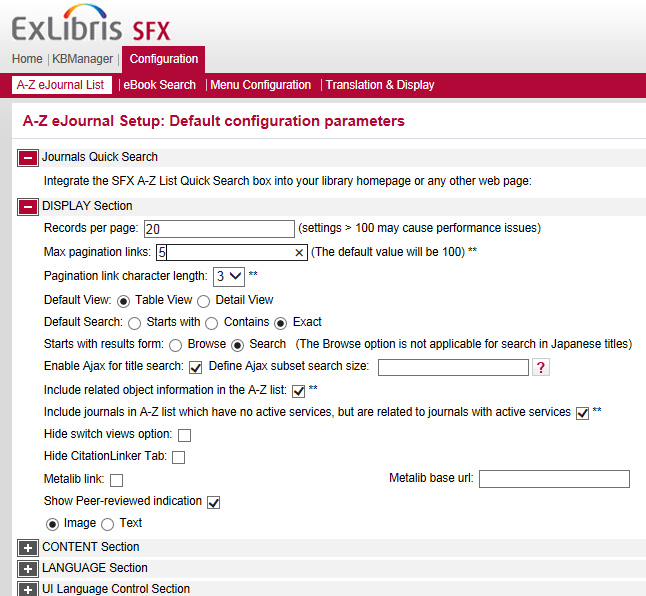 ExLibris SFX
Home | KBManager | Configuration
A-Z eJournal List | eBook Search | Menu Configuration | Translation & Display
A-Z eJournal Setup: Default configuration parameters
Journals Quick Search
Integrate the SFX A-Z List Quick Search box into your library homepage or any other web page:
DISPLAY Section
Records per page: 20 (settings > 100 may cause performance issues)
Max pagination links: 5 (The default value will be 100) **
Pagination link character length: 3 **
Default View: Table View Detail View
Default Search: Starts with Contains Exact
Starts with results form: Browse Search (The Browse option is not applicable for search in Japanese titles)
Enable Ajax for title search: Define Ajax subset search size: ?
Include related object information in the A-Z list: **
Include journals in A-Z list which have no active services, but are related to journals with active services **
Hide switch views option:
Hide CitationLinker Tab:
Metalib link: Metalib base url:
Show Peer-reviewed indication
Image Text
CONTENT Section
LANGUAGE Section
UI Language Control Section